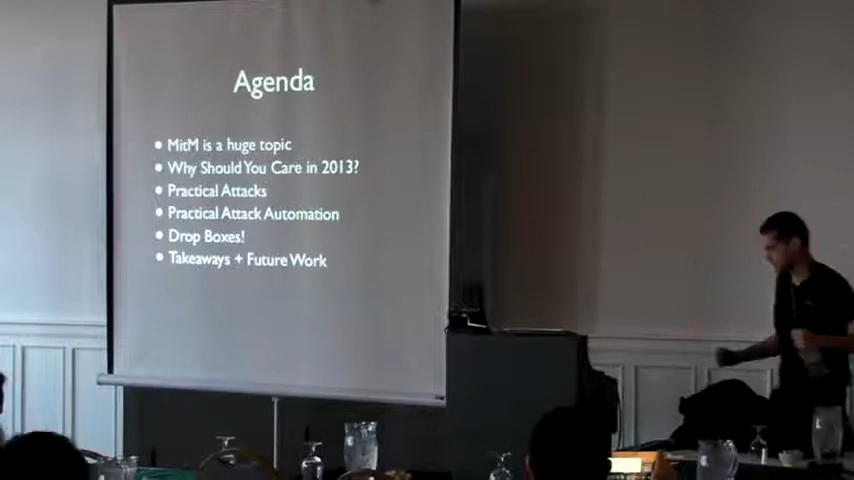 Agenda
• MitM is a huge topic
• Why Should You Care in 2013?
• Practical Attacks
• Practical Attack Automation
• Drop Boxes!
• Takeaways + Future Work